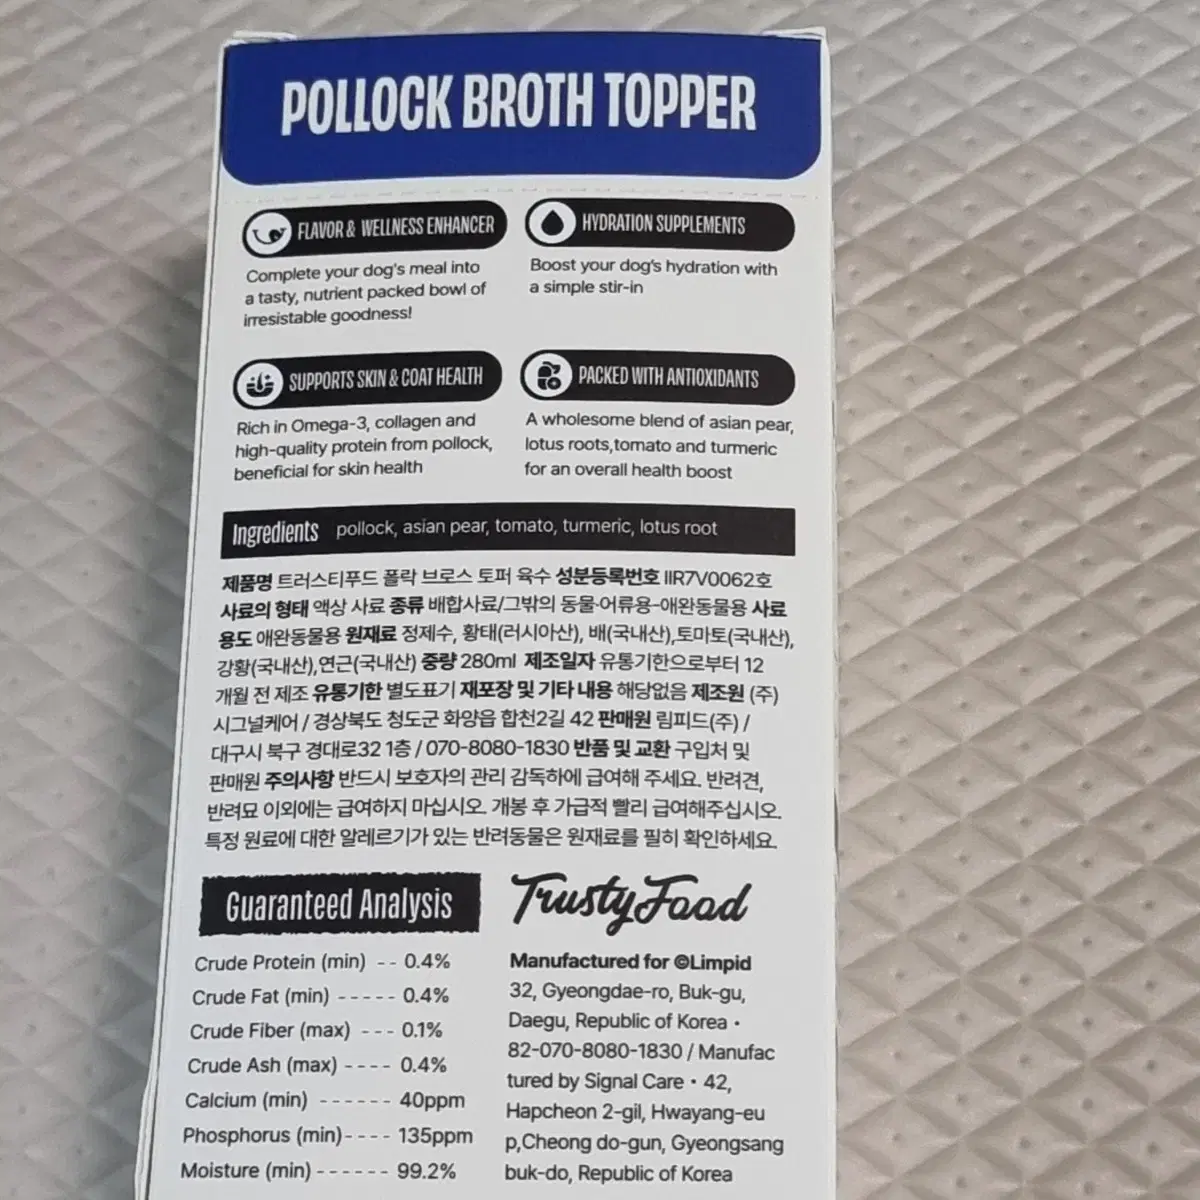 POLLOCK BROTH TOPPER
FLAVOR & WELLNESS ENHANCER
Complete your dog's meal into
a tasty, nutrient packed bowl of
irresistable goodness!
HYDRATION SUPPLEMENTS
Boost your dog's hydration with
a simple stir-in
SUPPORTS SKIN & COAT HEALTH
Rich in Omega-3, collagen and
high-quality protein from pollock,
beneficial for skin health
PACKED WITH ANTIOXIDANTS
A wholesome blend of asian pear,
lotus roots,tomato and turmeric
for an overall health boost
Ingredients pollock, asian pear, tomato, turmeric, lotus root
제품명 트러스티푸드 폴락 브로스 토퍼 육수 성분등록번호 IIR7V0062호
사료의 형태 액상 사료 종류 배합사료/그밖의 동물·어류용-애완동물용 사료
용도 애완동물용 원재료 정제수, 황태(러시아산), 배(국내산),토마토(국내산),
강황(국내산),연근(국내산) 중량 280ml 제조일자 유통기한으로부터 12
개월 전 제조 유통기한 별도표기 재포장 및 기타 내용 해당없음 제조원 (주)
시그널케어 / 경상북도 청도군 화양읍 합천2길 42 판매원 림피드(주) /
대구시 북구 경대로32 1층 / 070-8080-1830 반품 및 교환 구입처 및
판매원 주의사항 반드시 보호자의 관리 감독하에 급여해 주세요. 반려견,
반려묘 이외에는 급여하지 마십시오. 개봉 후 가급적 빨리 급여해주십시오.
특정 원료에 대한 알레르기가 있는 반려동물은 원재료를 필히 확인하세요.
Guaranteed Analysis
Crude Protein (min) -- 0.4%
Crude Fat (min) ----- 0.4%
Crude Fiber (max) --- 0.1%
Crude Ash (max) ---- 0.4%
Calcium (min) ------ 40ppm
Phosphorus (min)---- 135ppm
Moisture (min) ------ 99.2%
Trusty Food
Manufactured for ©Limpid
32, Gyeongdae-ro, Buk-gu,
Daegu, Republic of Korea •
82-070-8080-1830 / Manufac
tured by Signal Care • 42,
Hapcheon 2-gil, Hwayang-eu
p,Cheong do-gun, Gyeongsang
buk-do, Republic of Korea